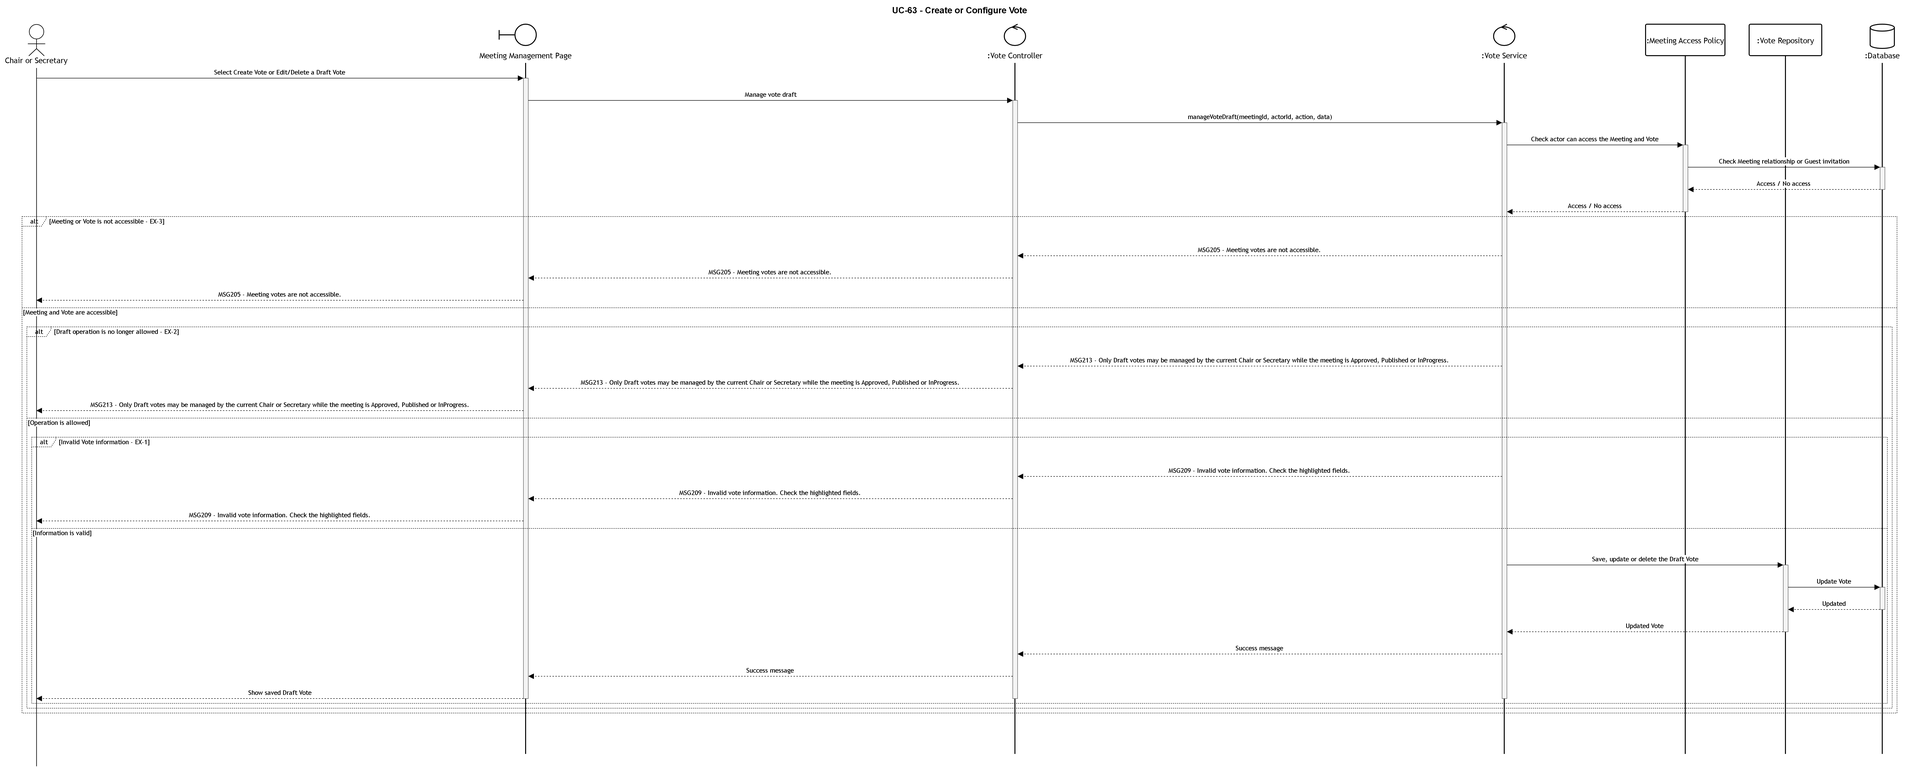 UC-63 - Create or Configure Vote
Chair or Secretary
Meeting Management Page
:Vote Controller
:Vote Service
:Meeting Access Policy
:Vote Repository
:Database
Select Create Vote or Edit/Delete a Draft Vote
Manage vote draft
manageVoteDraft(meetingId, actorId, action, data)
Check actor can access the Meeting and Vote
Check Meeting relationship or Guest invitation
Access / No access
Access / No access
alt
[Meeting or Vote is not accessible - EX-3]
MSG205 - Meeting votes are not accessible.
MSG205 - Meeting votes are not accessible.
MSG205 - Meeting votes are not accessible.
[Meeting and Vote are accessible]
alt
[Draft operation is no longer allowed - EX-2]
MSG213 - Only Draft votes may be managed by the current Chair or Secretary while the meeting is Approved, Published or InProgress.
MSG213 - Only Draft votes may be managed by the current Chair or Secretary while the meeting is Approved, Published or InProgress.
MSG213 - Only Draft votes may be managed by the current Chair or Secretary while the meeting is Approved, Published or InProgress.
[Operation is allowed]
alt
[Invalid Vote information - EX-1]
MSG209 - Invalid vote information. Check the highlighted fields.
MSG209 - Invalid vote information. Check the highlighted fields.
MSG209 - Invalid vote information. Check the highlighted fields.
[Information is valid]
Save, update or delete the Draft Vote
Update Vote
Updated
Updated Vote
Success message
Success message
Show saved Draft Vote